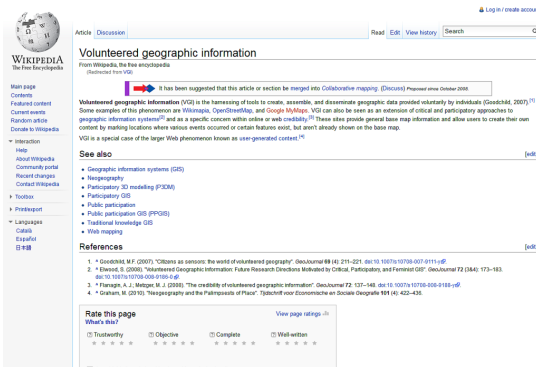 Log in / create accou
Article Discussion Read Edit View history Search
WIKIPEDIA
The Free Encyclopedia
Main page
Contents
Featured content
Current events
Random article
Donate to Wikipedia
Interaction
Help
About Wikipedia
Community portal
Recent changes
Contact Wikipedia
Toolbox
Print/export
Languages
Català
Español
日本語
Volunteered geographic information
From Wikipedia, the free encyclopedia
(Redirected from VGI)
It has been suggested that this article or section be merged into Collaborative mapping. (Discuss) Proposed since October 2009.
Volunteered geographic information (VGI) is the harnessing of tools to create, assemble, and disseminate geographic data provided voluntarily by individuals (Goodchild, 2007).[1]
Some examples of this phenomenon are Wikimapia, OpenStreetMap, and Google MyMaps. VGI can also be seen as an extension of critical and participatory approaches to
geographic information systems[2] and as a specific concern within online or web credibility.[3] These sites provide general base map information and allow users to create their own
content by marking locations where various events occurred or certain features exist, but aren't already shown on the base map.
VGI is a special case of the larger Web phenomenon known as user-generated content.[4]
See also [edit
Geographic information systems (GIS)
Neogeography
Participatory 3D modelling (P3DM)
Participatory GIS
Public participation
Public participation GIS (PPGIS)
Traditional knowledge GIS
Web mapping
References [edit
1. ^ Goodchild, M.F. (2007). "Citizens as sensors: the world of volunteered geography". GeoJournal 69 (4): 211–221. doi:10.1007/s10708-007-9111-y
2. ^ Elwood, S. (2008). "Volunteered Geographic Information: Future Research Directions Motivated by Critical, Participatory, and Feminist GIS". GeoJournal 72 (3&4): 173–183.
doi:10.1007/s10708-008-9186-0
3. ^ Flanagin, A.J.; Metzger, M.J. (2008). "The credibility of volunteered geographic information". GeoJournal 72: 137–148. doi:10.1007/s10708-008-9188-y
4. ^ Graham, M. (2010). "Neogeography and the Palimpsests of Place". Tijdschrift voor Economische en Sociale Geografie 101 (4): 422–436.
Rate this page View page ratings
What's this?
Trustworthy Objective Complete Well-written